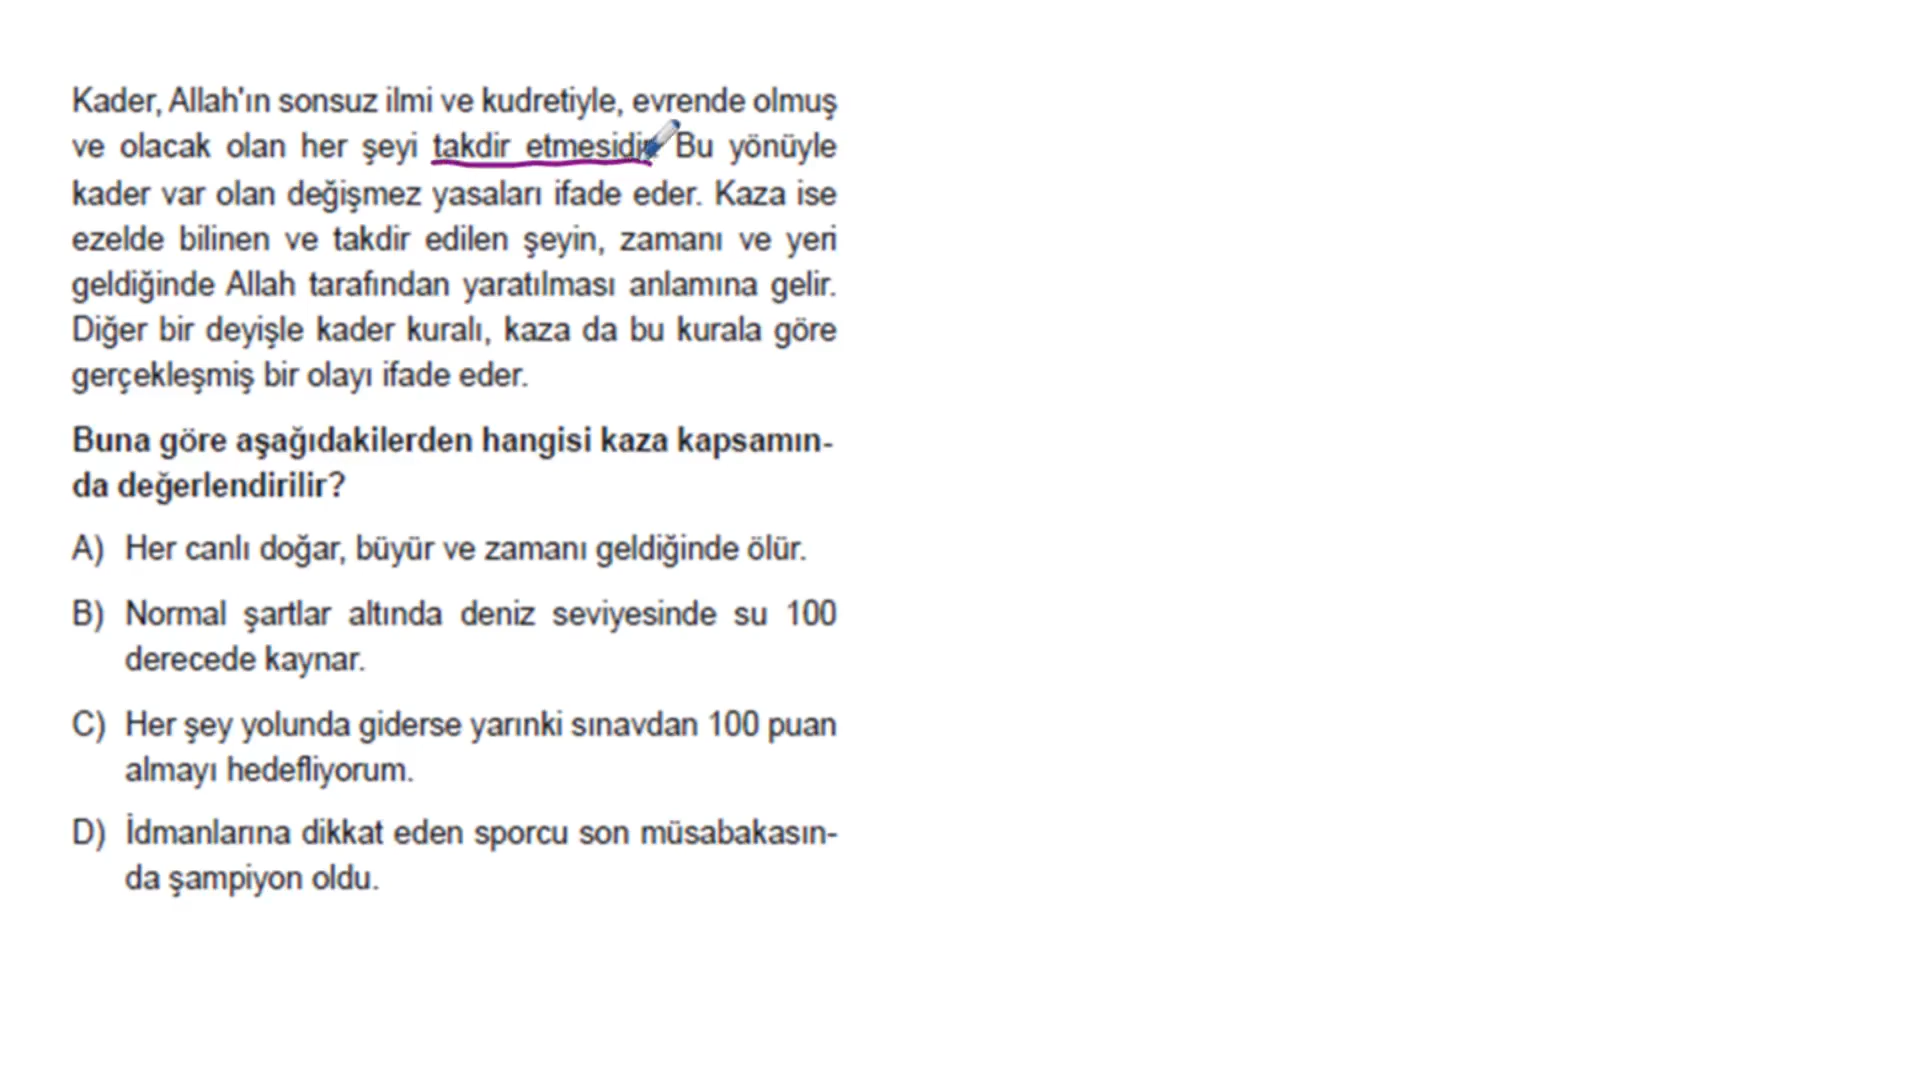 Kader, Allah'ın sonsuz ilmi ve kudretiyle, evrende olmuş
ve olacak olan her şeyi takdir etmesidir. Bu yönüyle
kader var olan değişmez yasaları ifade eder. Kaza ise
ezelde bilinen ve takdir edilen şeyin, zamanı ve yeri
geldiğinde Allah tarafından yaratılması anlamına gelir.
Diğer bir deyişle kader kuralı, kaza da bu kurala göre
gerçekleşmiş bir olayı ifade eder.
Buna göre aşağıdakilerden hangisi kaza kapsamın-
da değerlendirilir?
A) Her canlı doğar, büyür ve zamanı geldiğinde ölür.
B) Normal şartlar altında deniz seviyesinde su 100
derecede kaynar.
C) Her şey yolunda giderse yarınki sınavdan 100 puan
almayı hedefliyorum.
D) İdmanlarına dikkat eden sporcu son müsabakasın-
da şampiyon oldu.